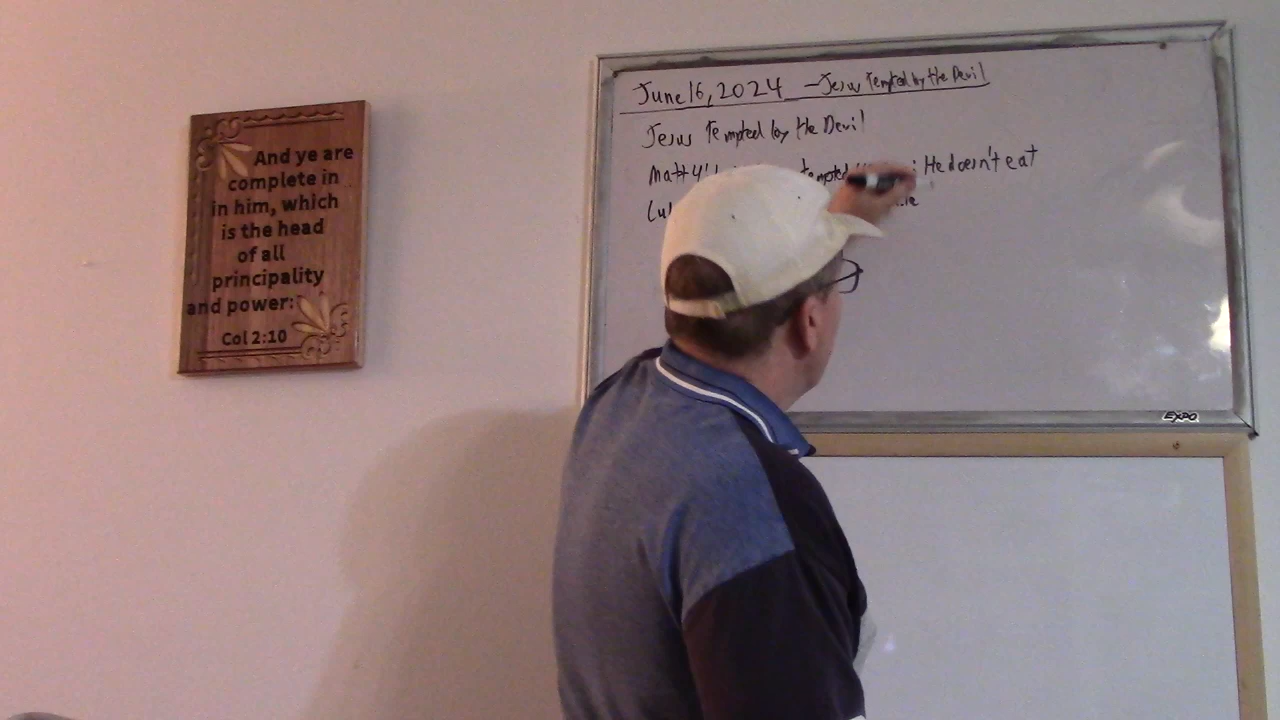 And ye are
complete in
in him, which
is the head
of all
principality
and power:
Col 2:10
June 16, 2024 - Jesus Tempted by the Devil
Jesus Tempted by the Devil
Matt 4: tempted He doesn't eat
EXPO